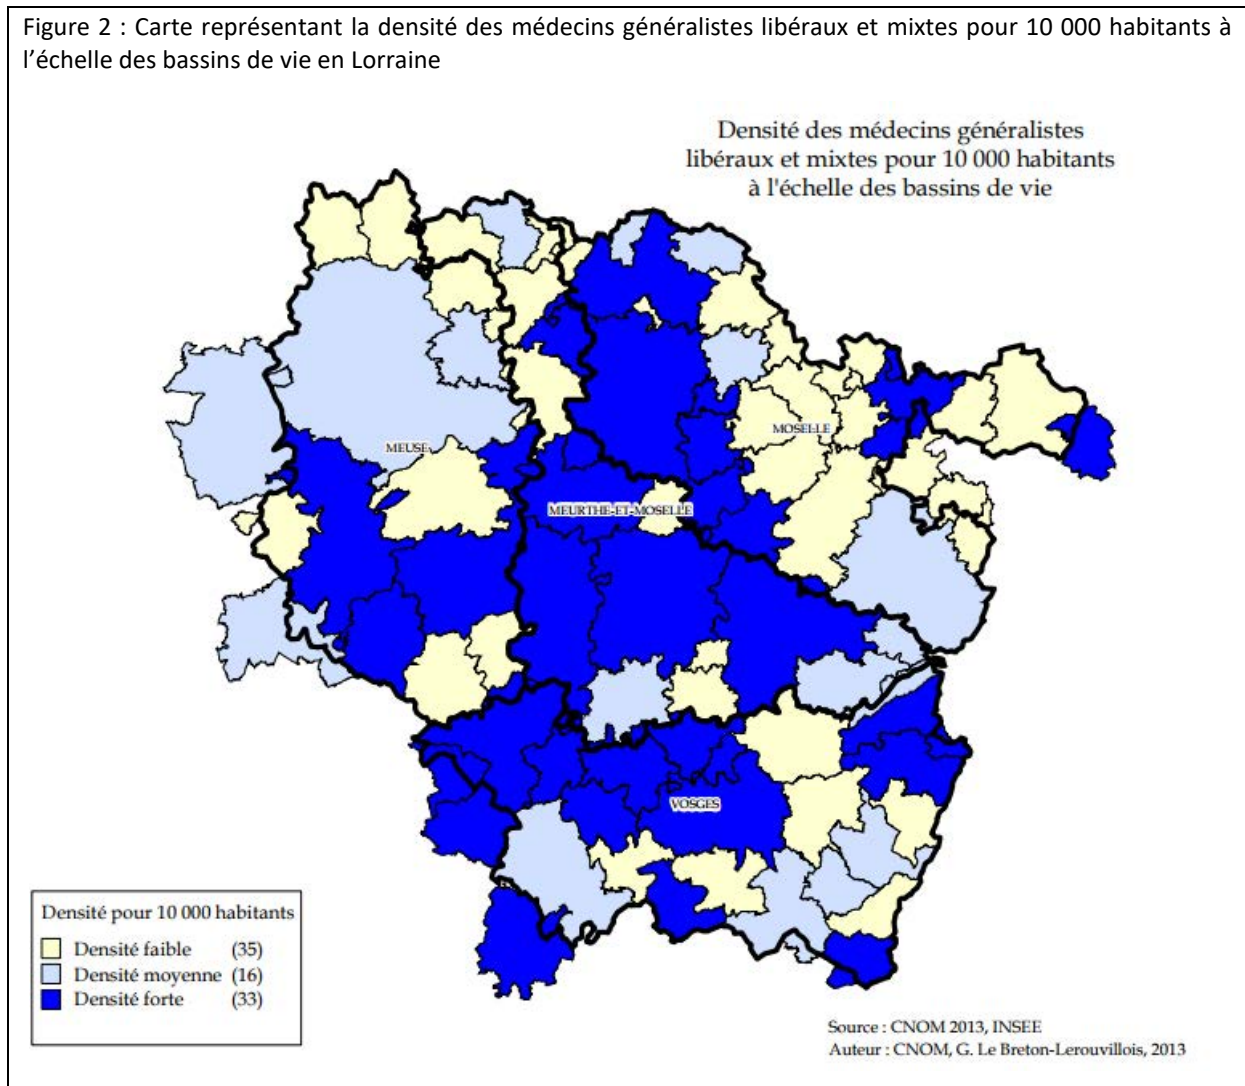 Figure 2 : Carte représentant la densité des médecins généralistes libéraux et mixtes pour 10 000 habitants à
l’échelle des bassins de vie en Lorraine
Densité des médecins généralistes
libéraux et mixtes pour 10 000 habitants
à l'échelle des bassins de vie
MOSELLE
MEUSE
MEURTHE-ET-MOSELLE
VOSGES
Densité pour 10 000 habitants
Densité faible (35)
Densité moyenne (16)
Densité forte (33)
Source : CNOM 2013, INSEE
Auteur : CNOM, G. Le Breton-Lerouvillois, 2013